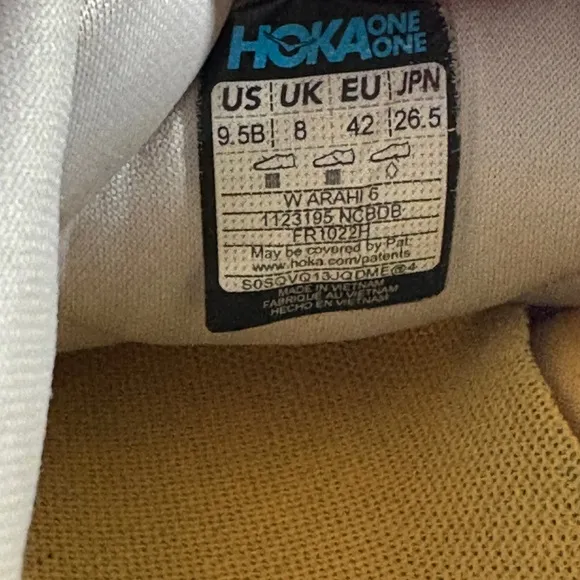 HOKA ONE ONE
US UK EU JPN
9.5B 8 42 26.5
W ARAHI 6
1123195 NCBDB
FR1022H
May be covered by Pat.
www.hoka.com/patents
MADE IN VIETNAM
FABRIQUÉ AU VIETNAM
HECHO EN VIETNAM